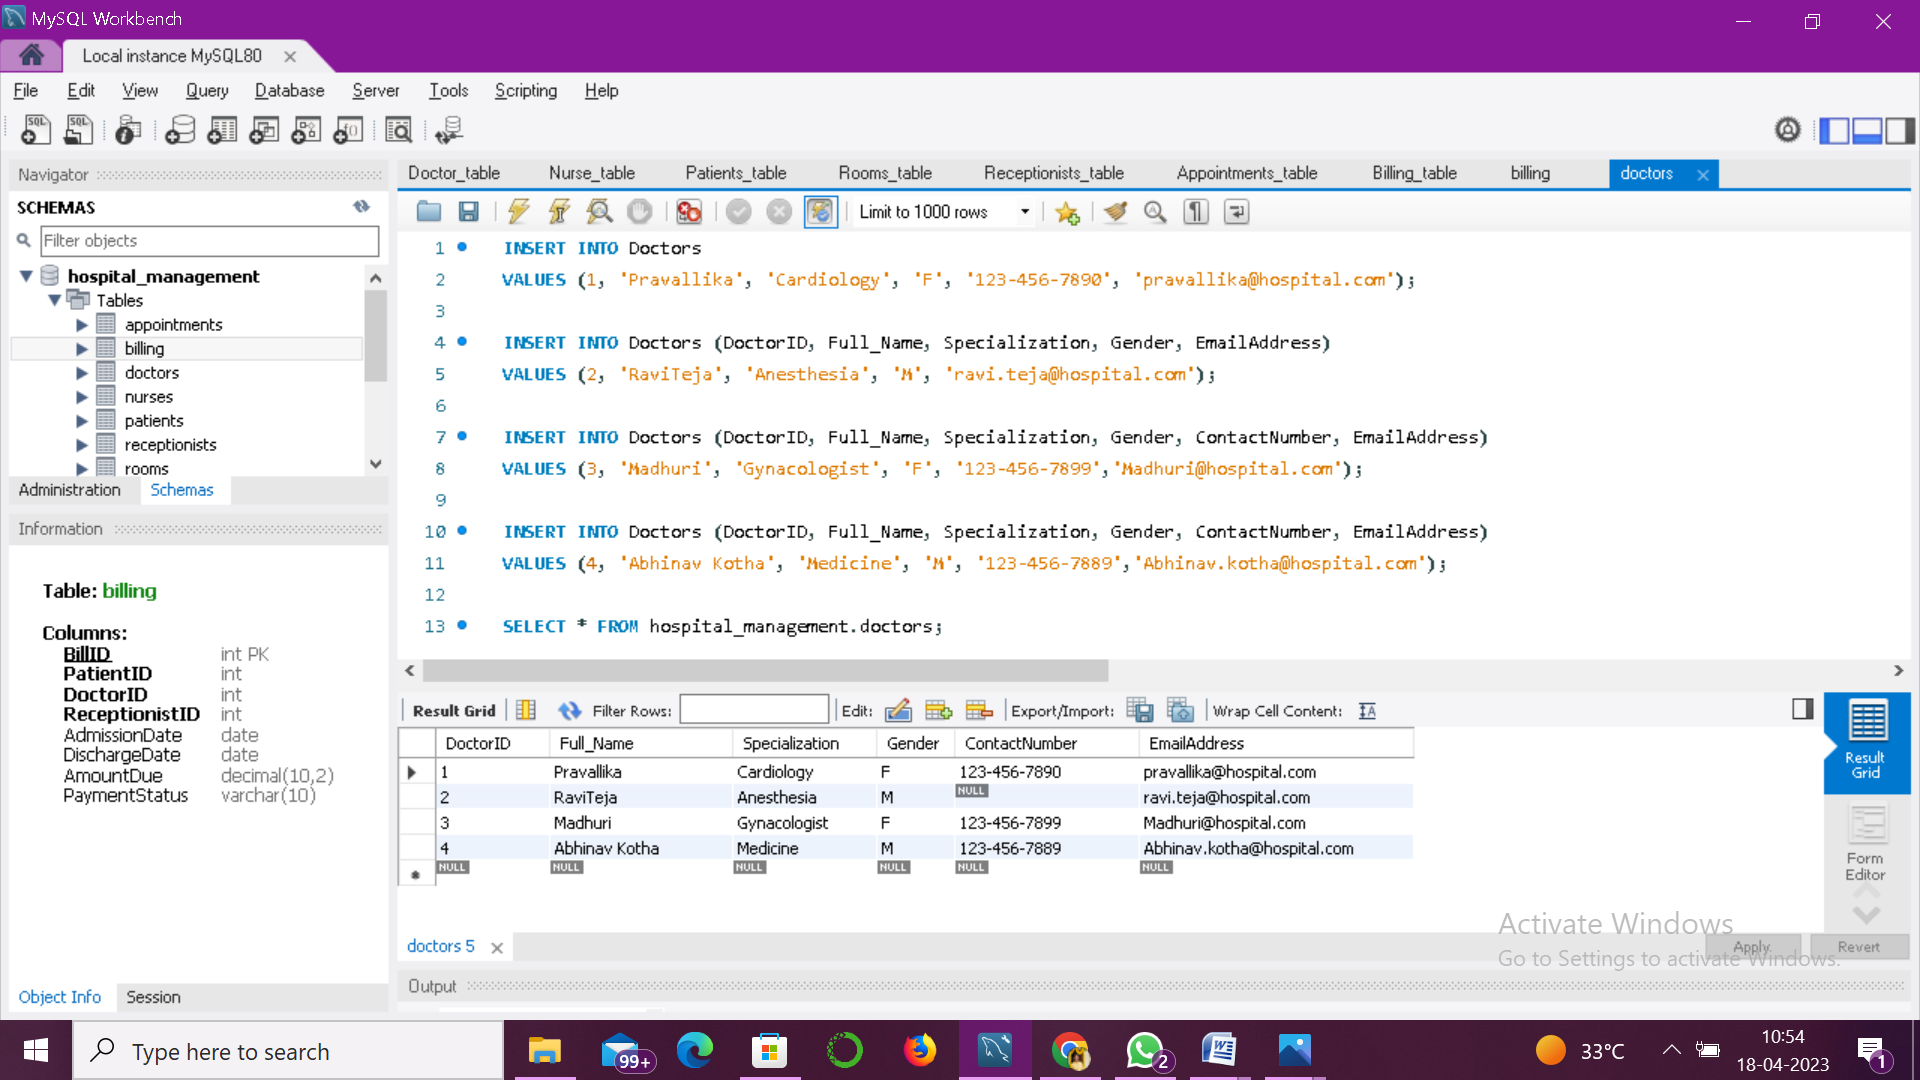 MySQL Workbench
Local instance MySQL80
File Edit View Query Database Server Tools Scripting Help
Navigator
SCHEMAS
Filter objects
hospital_management
Tables
appointments
billing
doctors
nurses
patients
receptionists
rooms
Administration Schemas
Information
Table: billing
Columns:
BillID int PK
PatientID int
DoctorID int
ReceptionistID int
AdmissionDate date
DischargeDate date
AmountDue decimal(10,2)
PaymentStatus varchar(10)
Object Info Session
Doctor_table Nurse_table Patients_table Rooms_table Receptionists_table Appointments_table Billing_table billing doctors
Limit to 1000 rows
1 INSERT INTO Doctors
2 VALUES (1, 'Pravallika', 'Cardiology', 'F', '123-456-7890', 'pravallika@hospital.com');
3
4 INSERT INTO Doctors (DoctorID, Full_Name, Specialization, Gender, EmailAddress)
5 VALUES (2, 'RaviTeja', 'Anesthesia', 'M', 'ravi.teja@hospital.com');
6
7 INSERT INTO Doctors (DoctorID, Full_Name, Specialization, Gender, ContactNumber, EmailAddress)
8 VALUES (3, 'Madhuri', 'Gynacologist', 'F', '123-456-7899','Madhuri@hospital.com');
9
10 INSERT INTO Doctors (DoctorID, Full_Name, Specialization, Gender, ContactNumber, EmailAddress)
11 VALUES (4, 'Abhinav Kotha', 'Medicine', 'M', '123-456-7889','Abhinav.kotha@hospital.com');
12
13 SELECT * FROM hospital_management.doctors;
Result Grid Filter Rows: Edit: Export/Import: Wrap Cell Content:
DoctorID Full_Name Specialization Gender ContactNumber EmailAddress
1 Pravallika Cardiology F 123-456-7890 pravallika@hospital.com
2 RaviTeja Anesthesia M NULL ravi.teja@hospital.com
3 Madhuri Gynacologist F 123-456-7899 Madhuri@hospital.com
4 Abhinav Kotha Medicine M 123-456-7889 Abhinav.kotha@hospital.com
NULL NULL NULL NULL NULL NULL
Result
Grid
Form
Editor
Activate Windows
Go to Settings to activate Windows.
doctors 5
Apply Revert
Output
Type here to search
99+
2
33°C
10:54
18-04-2023
1